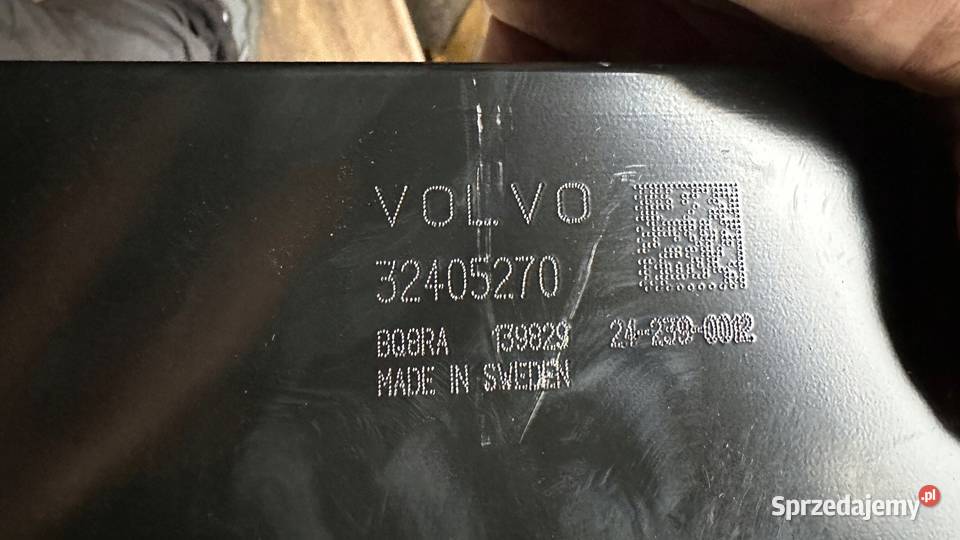 VOLVO
32405270
BQ8RA 139829 24-239-0012
MADE IN SWEDEN
Sprzedajemy.pl